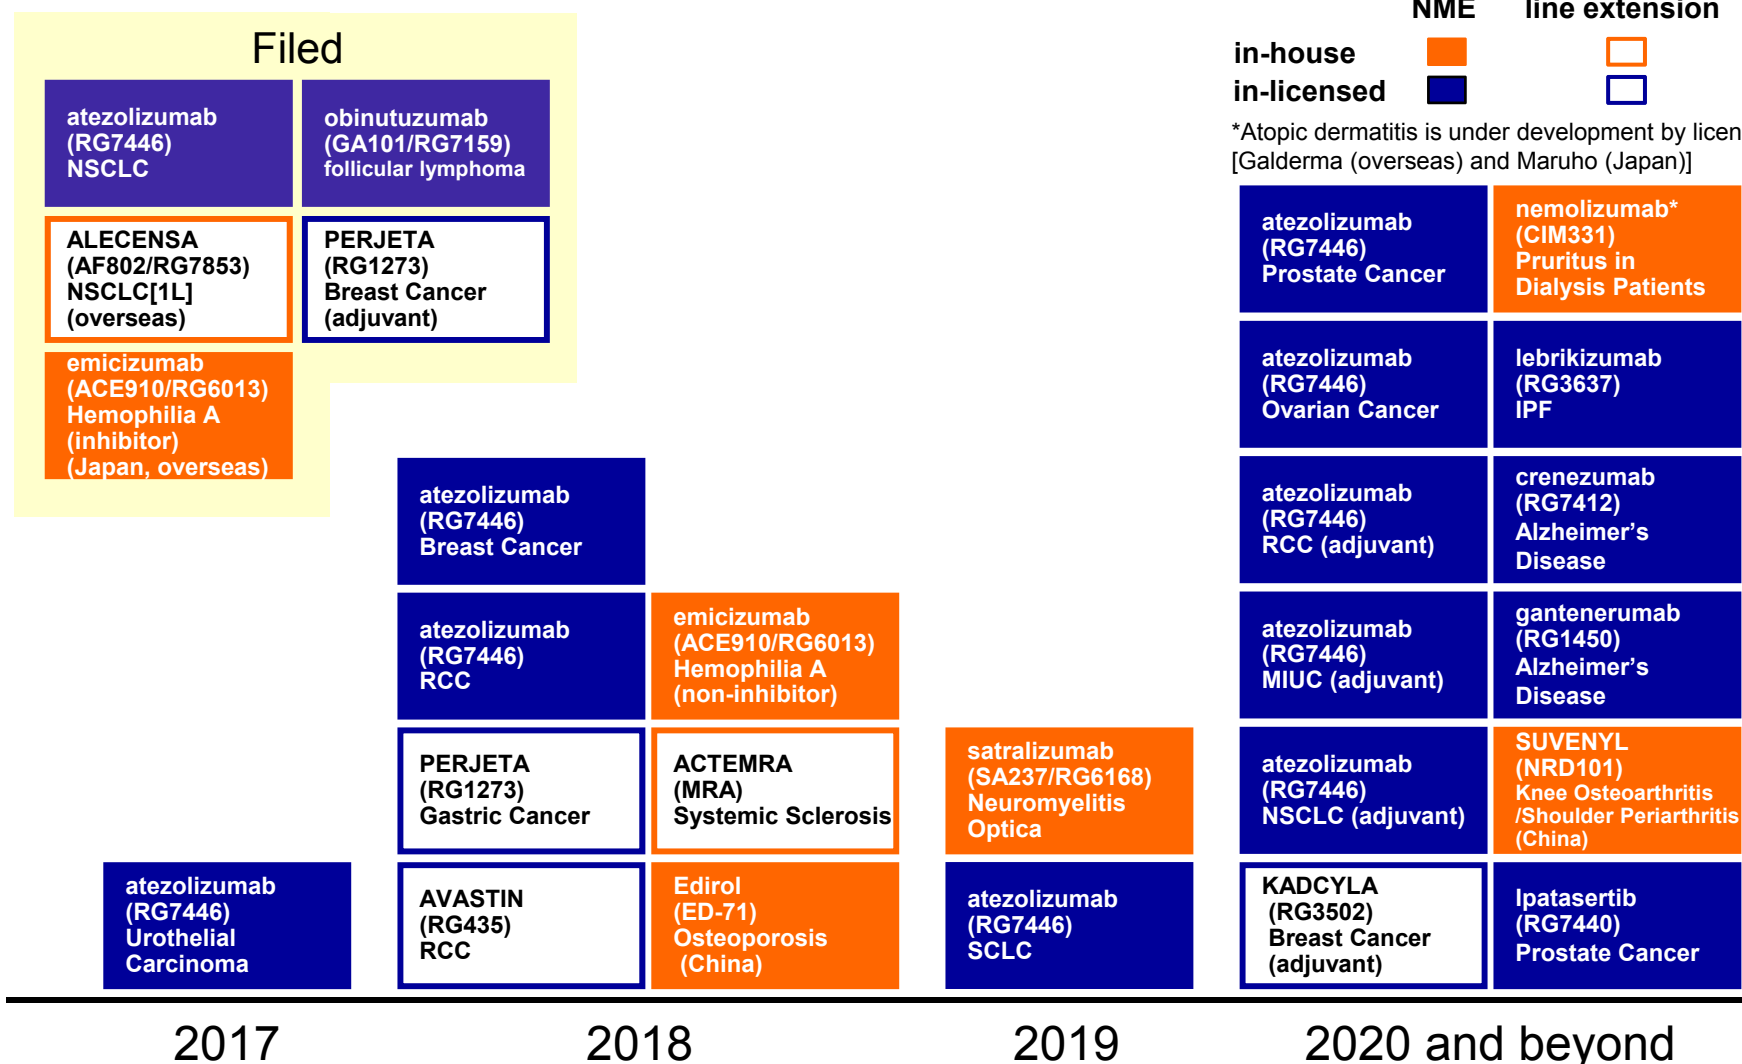 NME line extension
in-house
in-licensed
*Atopic dermatitis is under development by licen
[Galderma (overseas) and Maruho (Japan)]
Filed
atezolizumab
(RG7446)
NSCLC
obinutuzumab
(GA101/RG7159)
follicular lymphoma
ALECENSA
(AF802/RG7853)
NSCLC[1L]
(overseas)
PERJETA
(RG1273)
Breast Cancer
(adjuvant)
emicizumab
(ACE910/RG6013)
Hemophilia A
(inhibitor)
(Japan, overseas)
atezolizumab
(RG7446)
Urothelial
Carcinoma
atezolizumab
(RG7446)
Breast Cancer
atezolizumab
(RG7446)
RCC
emicizumab
(ACE910/RG6013)
Hemophilia A
(non-inhibitor)
PERJETA
(RG1273)
Gastric Cancer
ACTEMRA
(MRA)
Systemic Sclerosis
AVASTIN
(RG435)
RCC
Edirol
(ED-71)
Osteoporosis
(China)
satralizumab
(SA237/RG6168)
Neuromyelitis
Optica
atezolizumab
(RG7446)
SCLC
atezolizumab
(RG7446)
Prostate Cancer
nemolizumab*
(CIM331)
Pruritus in
Dialysis Patients
atezolizumab
(RG7446)
Ovarian Cancer
lebrikizumab
(RG3637)
IPF
atezolizumab
(RG7446)
RCC (adjuvant)
crenezumab
(RG7412)
Alzheimer’s
Disease
atezolizumab
(RG7446)
MIUC (adjuvant)
gantenerumab
(RG1450)
Alzheimer’s
Disease
atezolizumab
(RG7446)
NSCLC (adjuvant)
SUVENYL
(NRD101)
Knee Osteoarthritis
/Shoulder Periarthritis
(China)
KADCYLA
(RG3502)
Breast Cancer
(adjuvant)
Ipatasertib
(RG7440)
Prostate Cancer
2017 2018 2019 2020 and beyond